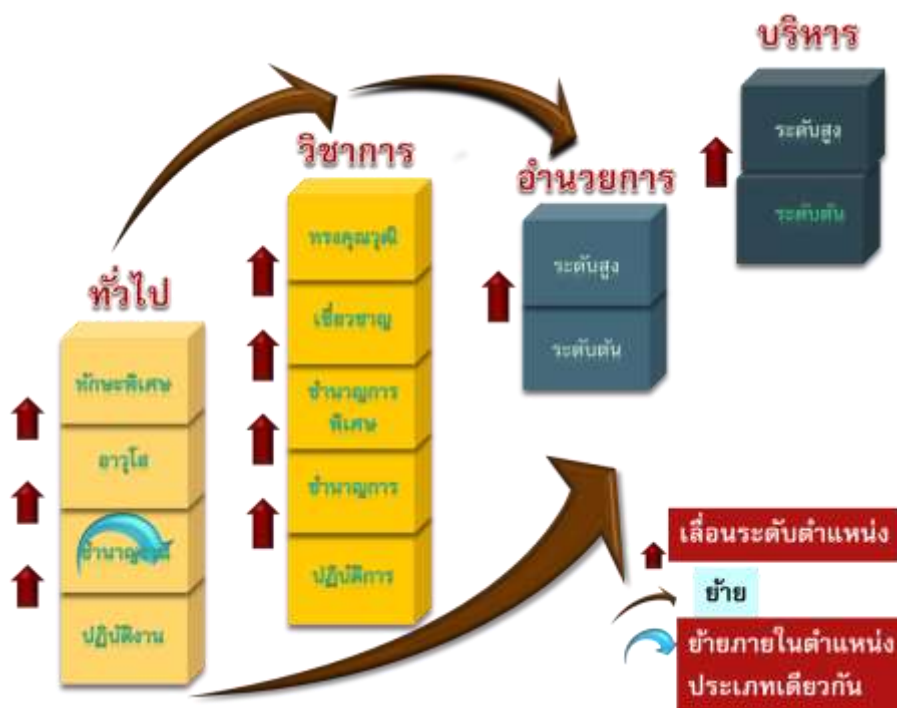 บริหาร
ระดับสูง
ระดับต้น
วิชาการ
ทรงคุณวุฒิ
เชี่ยวชาญ
ชำนาญการ
พิเศษ
ชำนาญการ
ปฏิบัติการ
อำนวยการ
ระดับสูง
ระดับต้น
ทั่วไป
ทักษะพิเศษ
อาวุโส
ปฏิบัติงาน
เลื่อนระดับตำแหน่ง
ย้าย
ย้ายภายในตำแหน่ง
ประเภทเดียวกัน